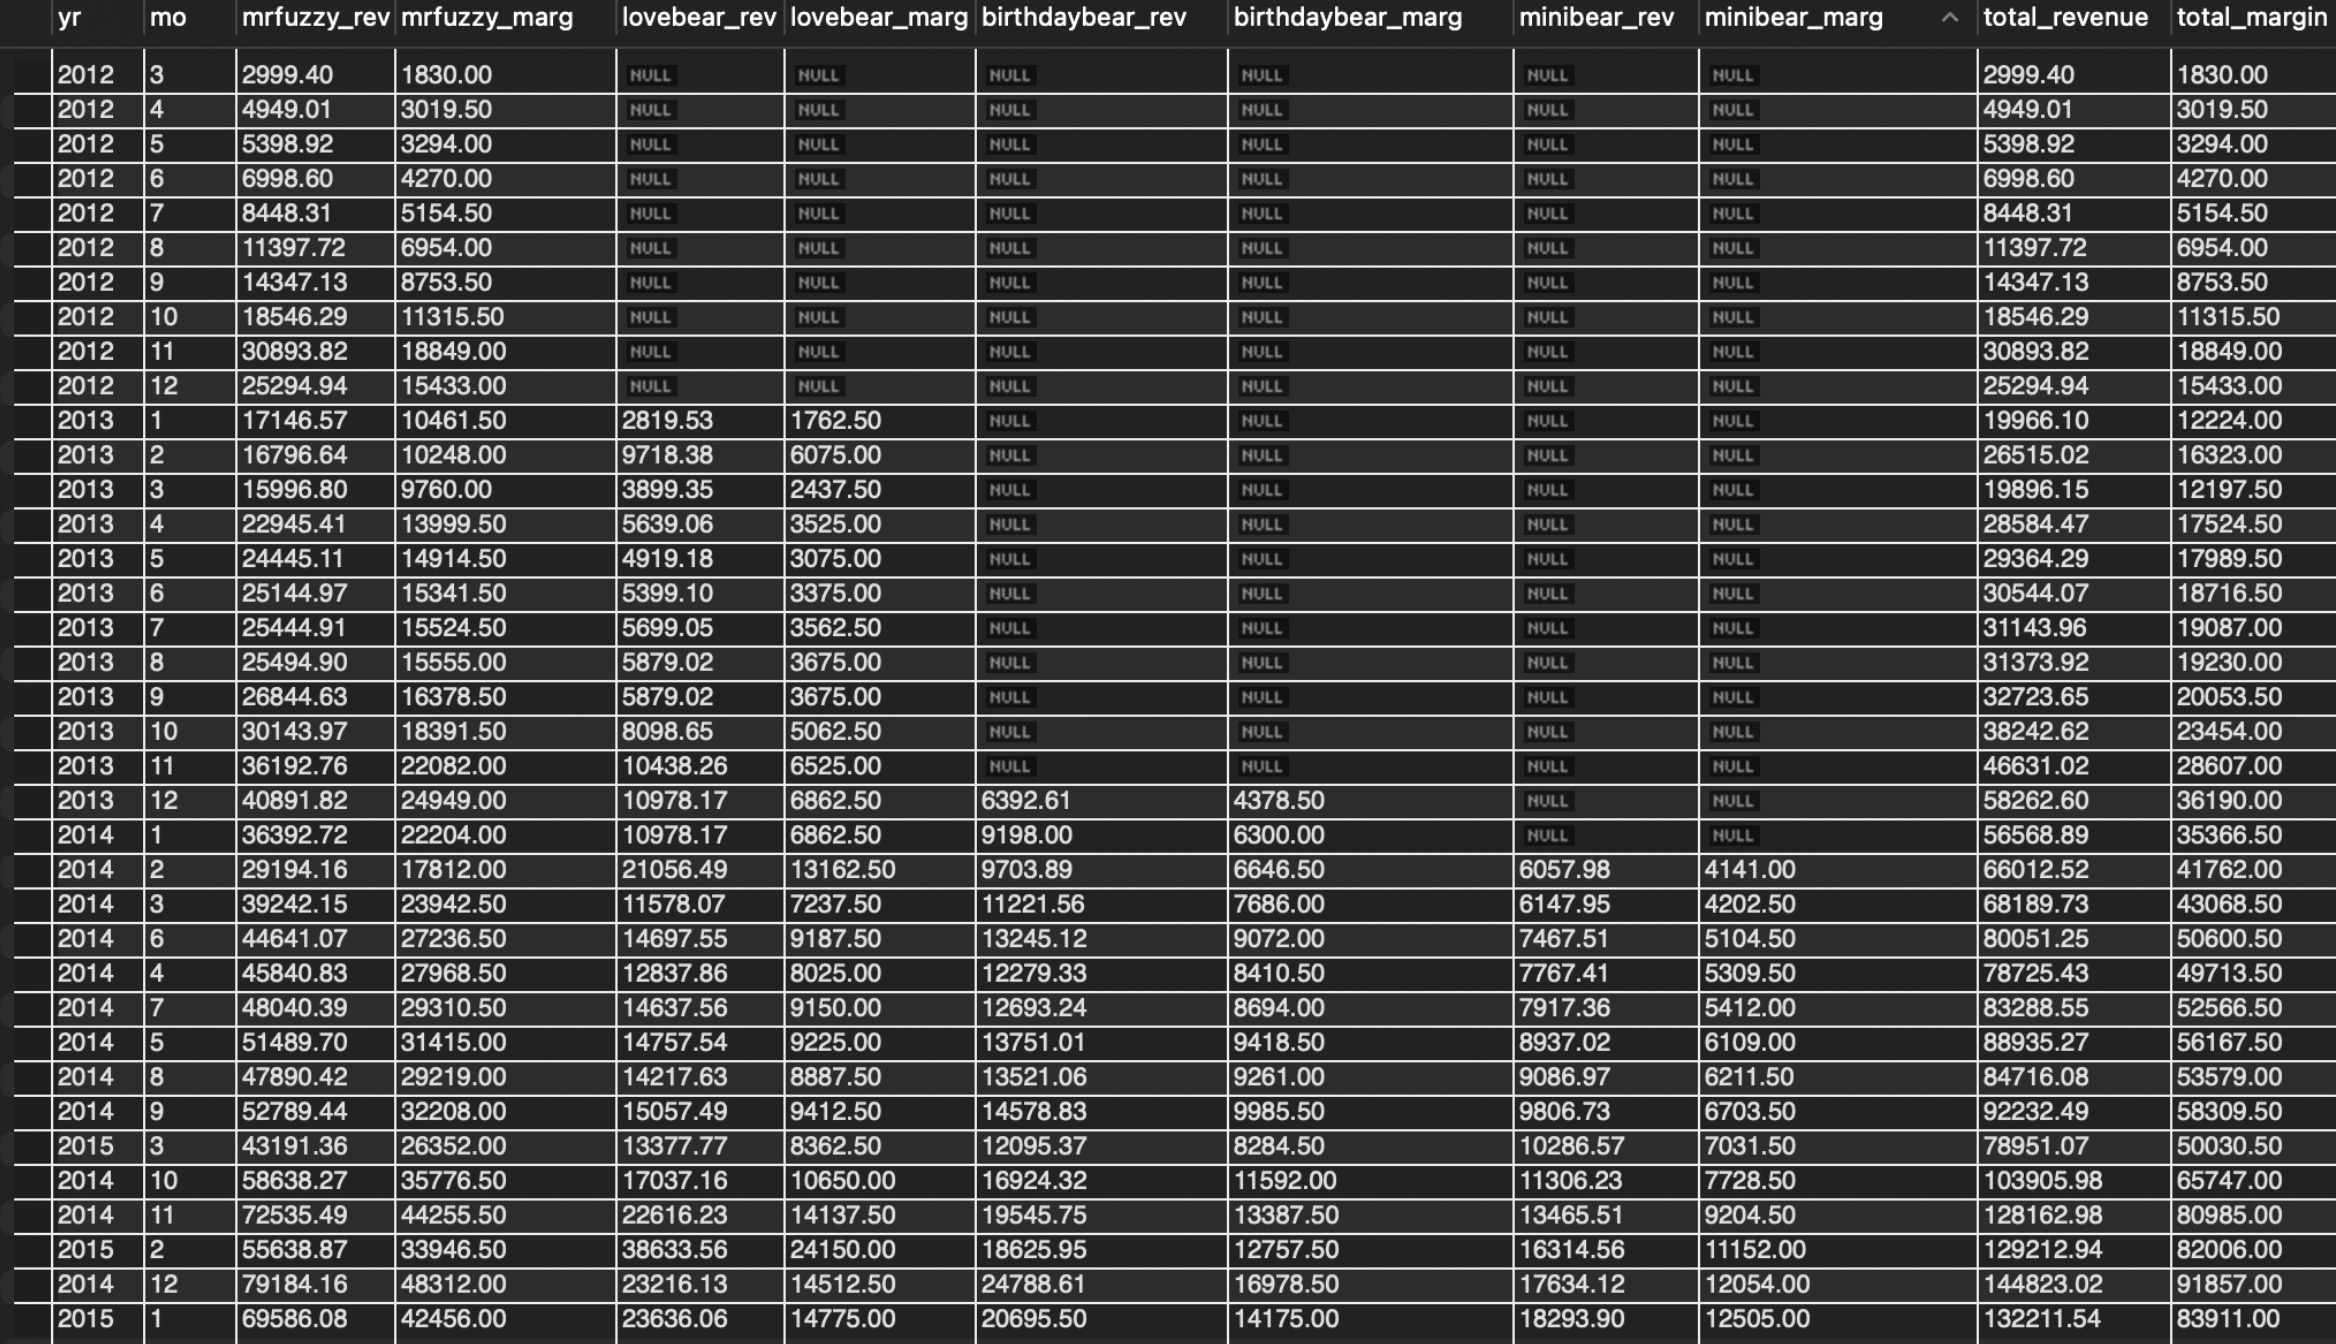 yr mo mrfuzzy_rev mrfuzzy_marg lovebear_rev lovebear_marg birthdaybear_rev birthdaybear_marg minibear_rev minibear_marg total_revenue total_margin
2012 3 2999.40 1830.00 NULL NULL NULL NULL NULL NULL 2999.40 1830.00
2012 4 4949.01 3019.50 NULL NULL NULL NULL NULL NULL 4949.01 3019.50
2012 5 5398.92 3294.00 NULL NULL NULL NULL NULL NULL 5398.92 3294.00
2012 6 6998.60 4270.00 NULL NULL NULL NULL NULL NULL 6998.60 4270.00
2012 7 8448.31 5154.50 NULL NULL NULL NULL NULL NULL 8448.31 5154.50
2012 8 11397.72 6954.00 NULL NULL NULL NULL NULL NULL 11397.72 6954.00
2012 9 14347.13 8753.50 NULL NULL NULL NULL NULL NULL 14347.13 8753.50
2012 10 18546.29 11315.50 NULL NULL NULL NULL NULL NULL 18546.29 11315.50
2012 11 30893.82 18849.00 NULL NULL NULL NULL NULL NULL 30893.82 18849.00
2012 12 25294.94 15433.00 NULL NULL NULL NULL NULL NULL 25294.94 15433.00
2013 1 17146.57 10461.50 2819.53 1762.50 NULL NULL NULL NULL 19966.10 12224.00
2013 2 16796.64 10248.00 9718.38 6075.00 NULL NULL NULL NULL 26515.02 16323.00
2013 3 15996.80 9760.00 3899.35 2437.50 NULL NULL NULL NULL 19896.15 12197.50
2013 4 22945.41 13999.50 5639.06 3525.00 NULL NULL NULL NULL 28584.47 17524.50
2013 5 24445.11 14914.50 4919.18 3075.00 NULL NULL NULL NULL 29364.29 17989.50
2013 6 25144.97 15341.50 5399.10 3375.00 NULL NULL NULL NULL 30544.07 18716.50
2013 7 25444.91 15524.50 5699.05 3562.50 NULL NULL NULL NULL 31143.96 19087.00
2013 8 25494.90 15555.00 5879.02 3675.00 NULL NULL NULL NULL 31373.92 19230.00
2013 9 26844.63 16378.50 5879.02 3675.00 NULL NULL NULL NULL 32723.65 20053.50
2013 10 30143.97 18391.50 8098.65 5062.50 NULL NULL NULL NULL 38242.62 23454.00
2013 11 36192.76 22082.00 10438.26 6525.00 NULL NULL NULL NULL 46631.02 28607.00
2013 12 40891.82 24949.00 10978.17 6862.50 6392.61 4378.50 NULL NULL 58262.60 36190.00
2014 1 36392.72 22204.00 10978.17 6862.50 9198.00 6300.00 NULL NULL 56568.89 35366.50
2014 2 29194.16 17812.00 21056.49 13162.50 9703.89 6646.50 6057.98 4141.00 66012.52 41762.00
2014 3 39242.15 23942.50 11578.07 7237.50 11221.56 7686.00 6147.95 4202.50 68189.73 43068.50
2014 6 44641.07 27236.50 14697.55 9187.50 13245.12 9072.00 7467.51 5104.50 80051.25 50600.50
2014 4 45840.83 27968.50 12837.86 8025.00 12279.33 8410.50 7767.41 5309.50 78725.43 49713.50
2014 7 48040.39 29310.50 14637.56 9150.00 12693.24 8694.00 7917.36 5412.00 83288.55 52566.50
2014 5 51489.70 31415.00 14757.54 9225.00 13751.01 9418.50 8937.02 6109.00 88935.27 56167.50
2014 8 47890.42 29219.00 14217.63 8887.50 13521.06 9261.00 9086.97 6211.50 84716.08 53579.00
2014 9 52789.44 32208.00 15057.49 9412.50 14578.83 9985.50 9806.73 6703.50 92232.49 58309.50
2015 3 43191.36 26352.00 13377.77 8362.50 12095.37 8284.50 10286.57 7031.50 78951.07 50030.50
2014 10 58638.27 35776.50 17037.16 10650.00 16924.32 11592.00 11306.23 7728.50 103905.98 65747.00
2014 11 72535.49 44255.50 22616.23 14137.50 19545.75 13387.50 13465.51 9204.50 128162.98 80985.00
2015 2 55638.87 33946.50 38633.56 24150.00 18625.95 12757.50 16314.56 11152.00 129212.94 82006.00
2014 12 79184.16 48312.00 23216.13 14512.50 24788.61 16978.50 17634.12 12054.00 144823.02 91857.00
2015 1 69586.08 42456.00 23636.06 14775.00 20695.50 14175.00 18293.90 12505.00 132211.54 83911.00